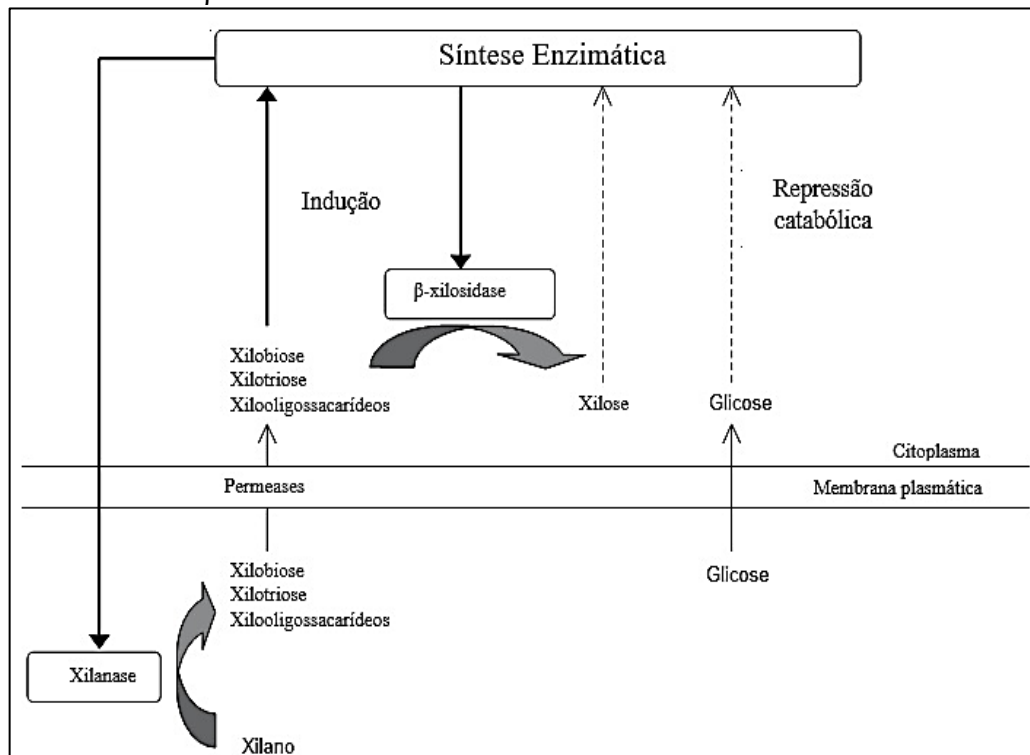 Síntese Enzimática
Indução
Repressão
catabólica
β-xilosidase
Xilobiose
Xilotriose
Xilooligossacarídeos
Xilose
Glicose
Citoplasma
Permeases
Membrana plasmática
Xilobiose
Xilotriose
Xilooligossacarídeos
Glicose
Xilanase
Xilano